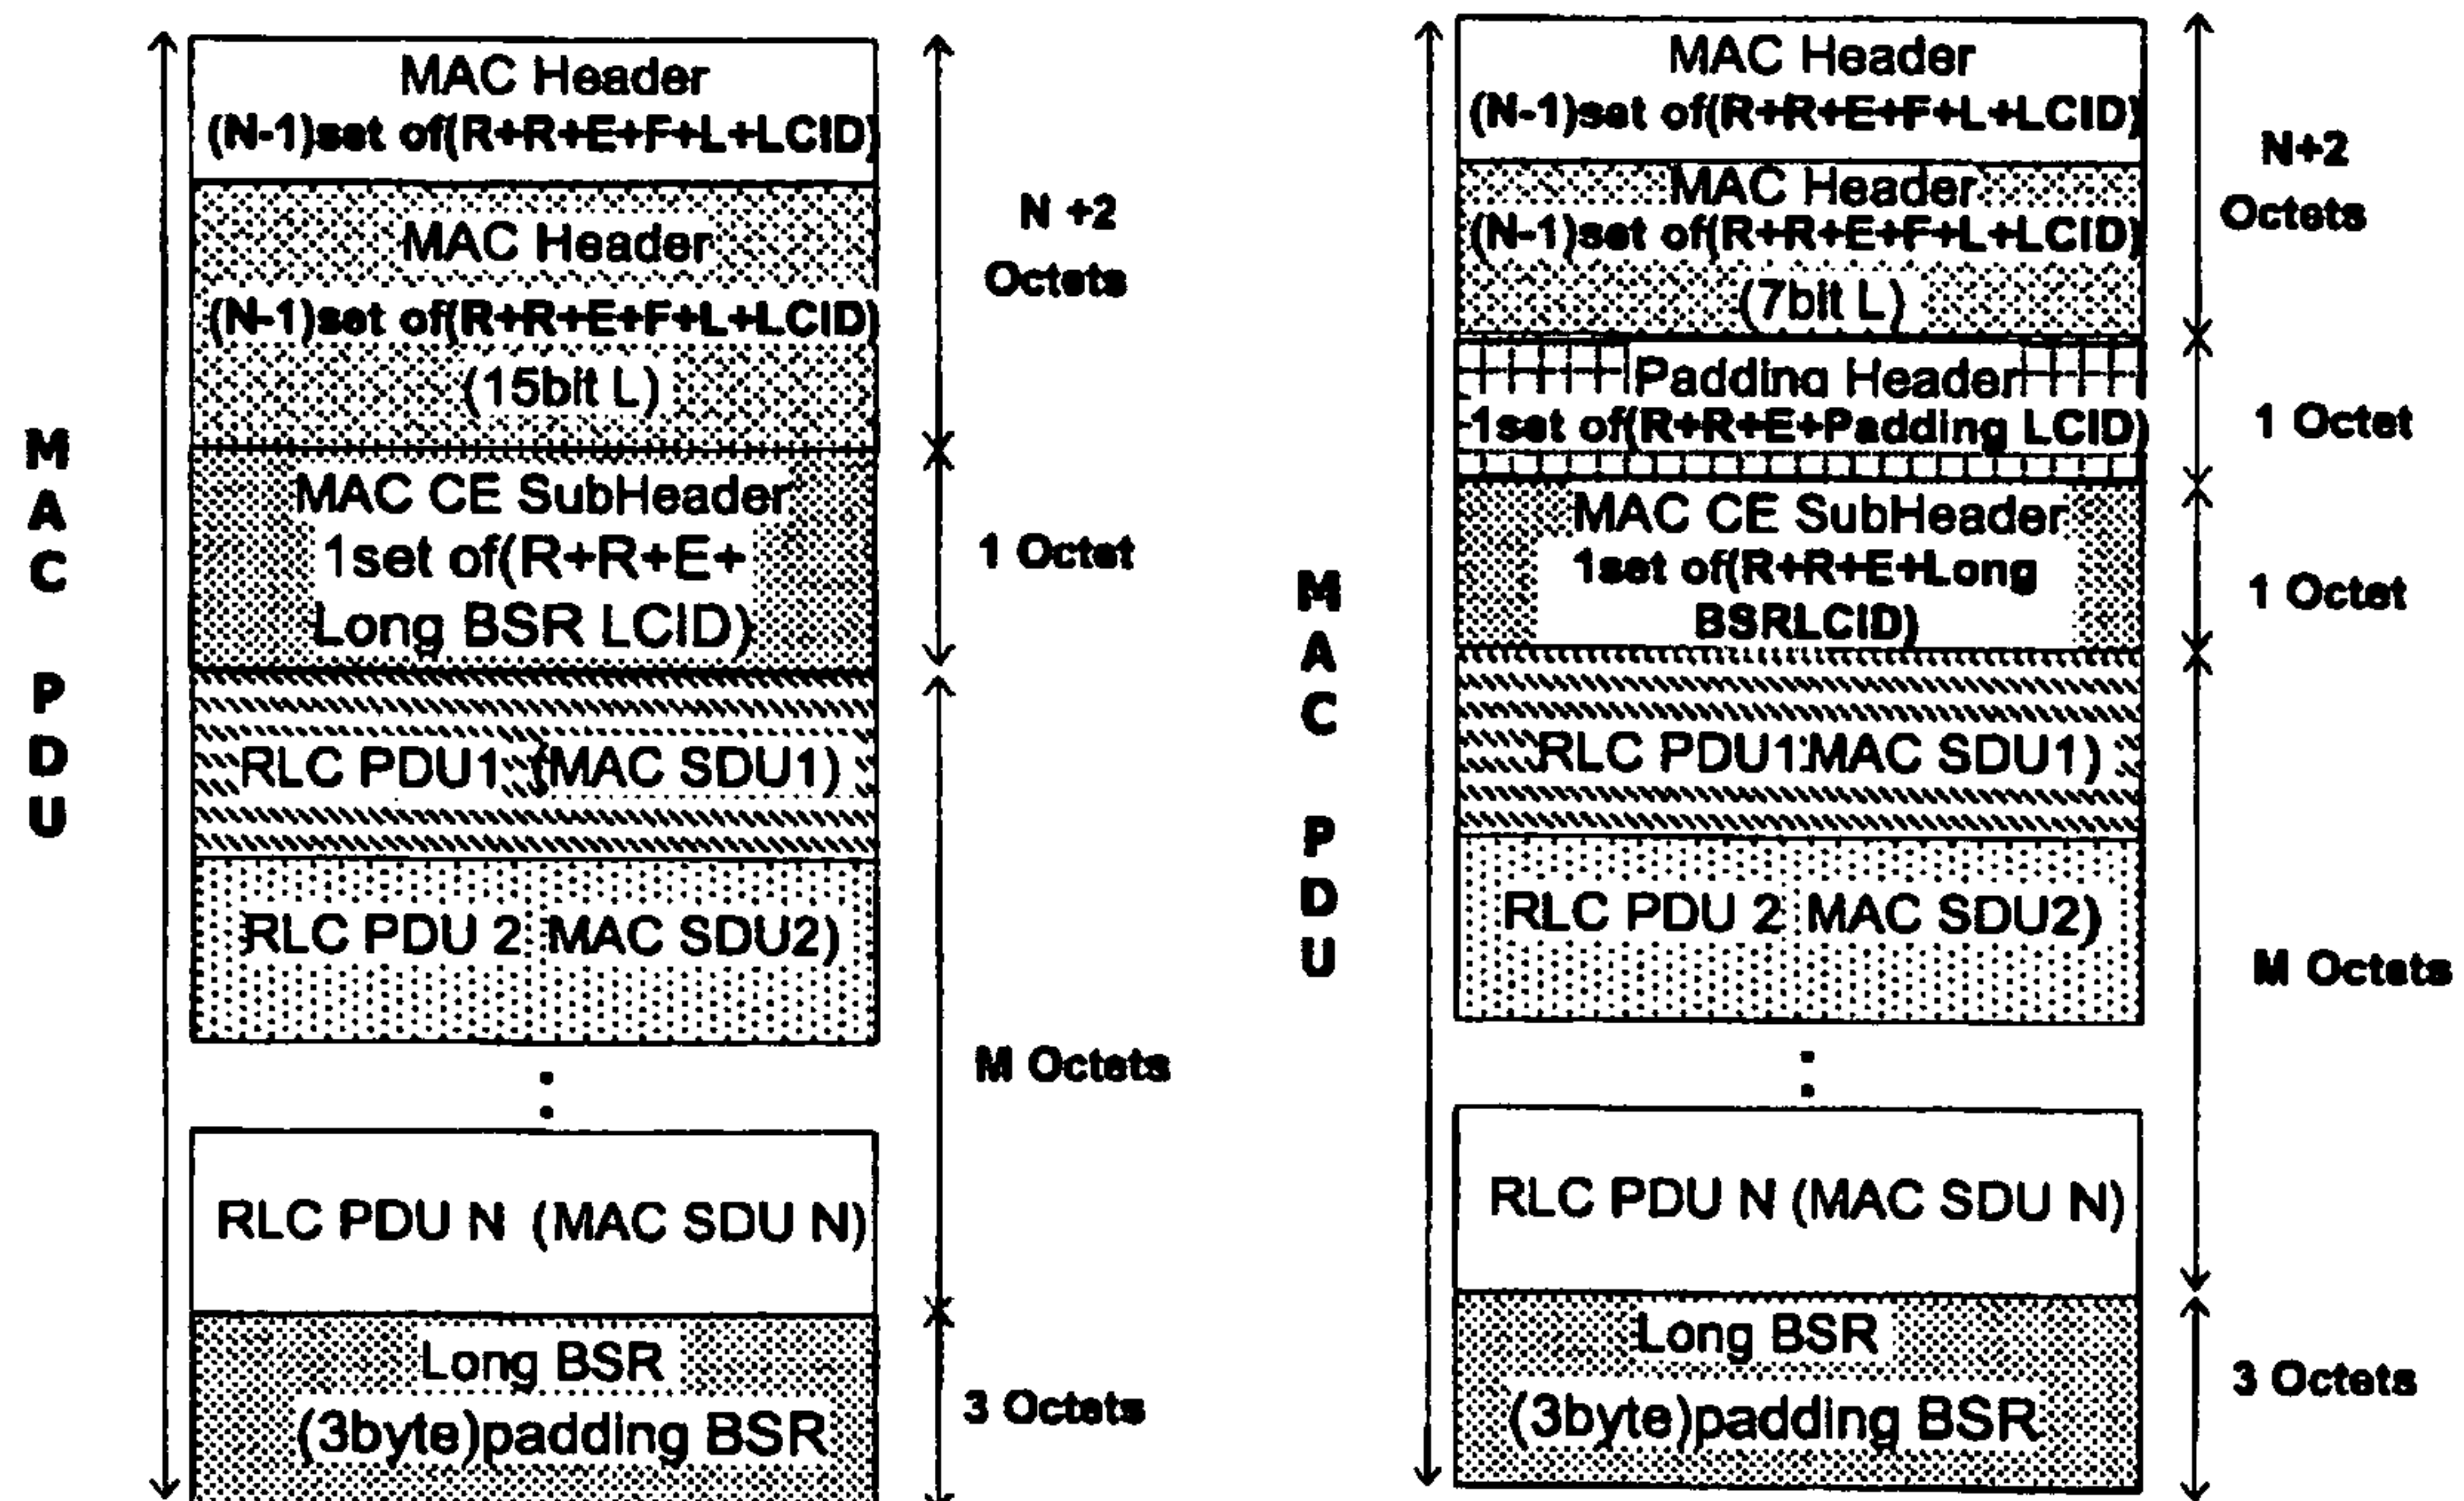 MAC PDU
MAC Header
(N-1)set of(R+R+E+F+L+LCID)
MAC Header
(N-1)set of(R+R+E+F+L+LCID)
(15bit L)
MAC CE SubHeader
1set of(R+R+E+
Long BSR LCID)
RLC PDU1 (MAC SDU1)
RLC PDU 2 MAC SDU2)
:
RLC PDU N (MAC SDU N)
Long BSR
(3byte)padding BSR
N +2
Octets
1 Octet
M Octets
3 Octets
MAC PDU
MAC Header
(N-1)set of(R+R+E+F+L+LCID)
MAC Header
(N-1)set of(R+R+E+F+L+LCID)
(7bit L)
Padding Header
1set of(R+R+E+Padding LCID)
MAC CE SubHeader
1set of(R+R+E+Long
BSRLCID)
RLC PDU1 MAC SDU1)
RLC PDU 2 MAC SDU2)
:
RLC PDU N (MAC SDU N)
Long BSR
(3byte)padding BSR
N+2
Octets
1 Octet
1 Octet
M Octets
3 Octets